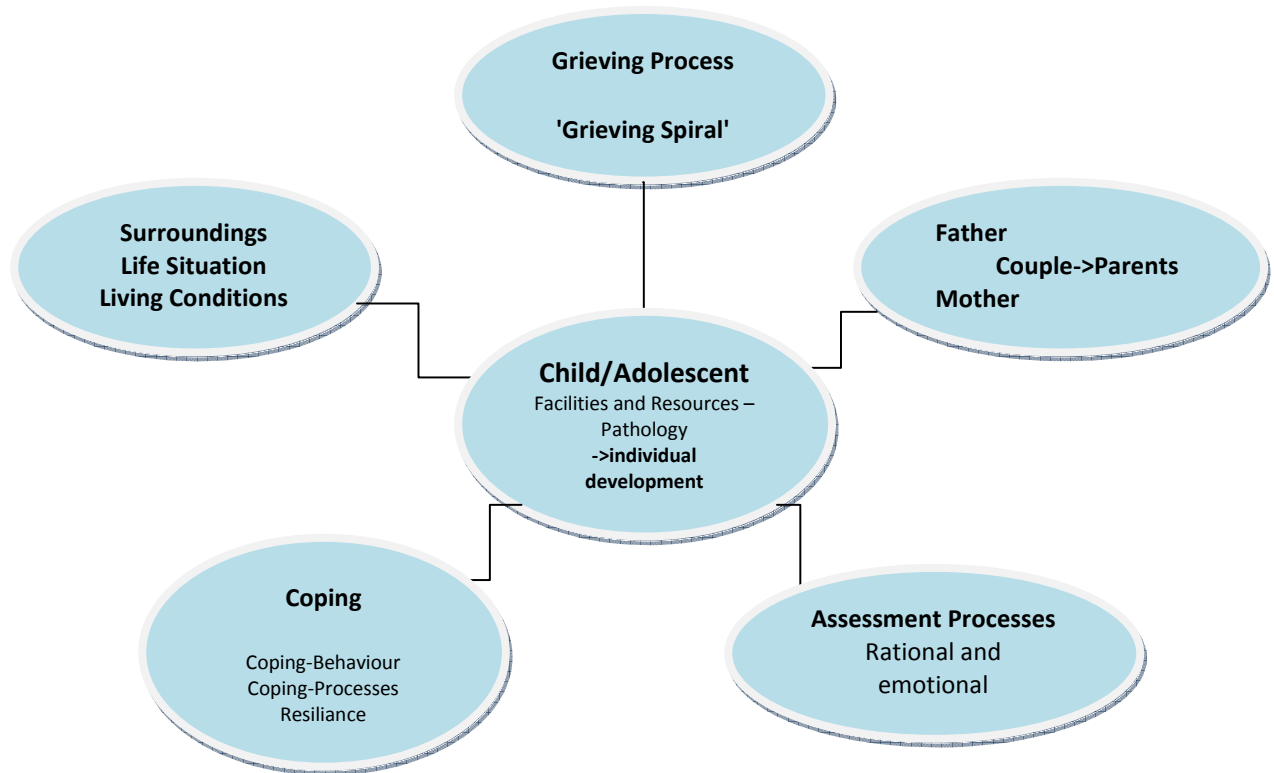 Grieving Process
'Grieving Spiral'
Surroundings
Life Situation
Living Conditions
Father
Couple->Parents
Mother
Child/Adolescent
Facilities and Resources –
Pathology
->individual
development
Coping
Coping-Behaviour
Coping-Processes
Resiliance
Assessment Processes
Rational and
emotional